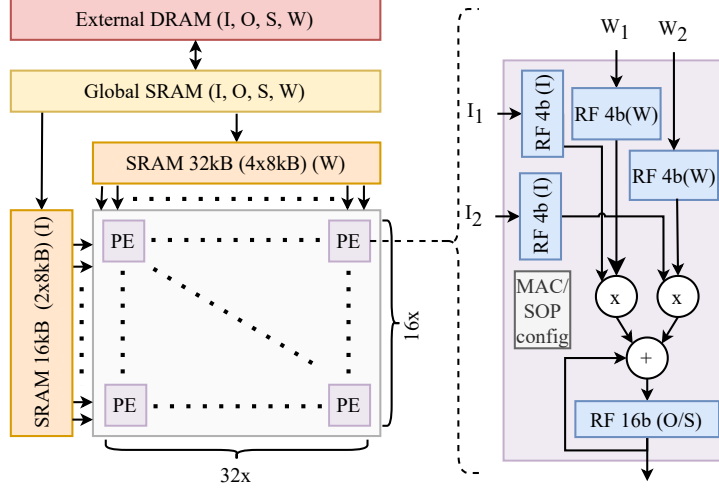 External DRAM (I, O, S, W)
Global SRAM (I, O, S, W)
SRAM 32kB (4x8kB) (W)
SRAM 16kB (2x8kB) (I)
PE
PE
PE
PE
16x
32x
W1
W2
I1
I2
RF 4b (I)
RF 4b(W)
RF 4b(W)
RF 4b (I)
MAC/
SOP
config
x
x
+
RF 16b (O/S)